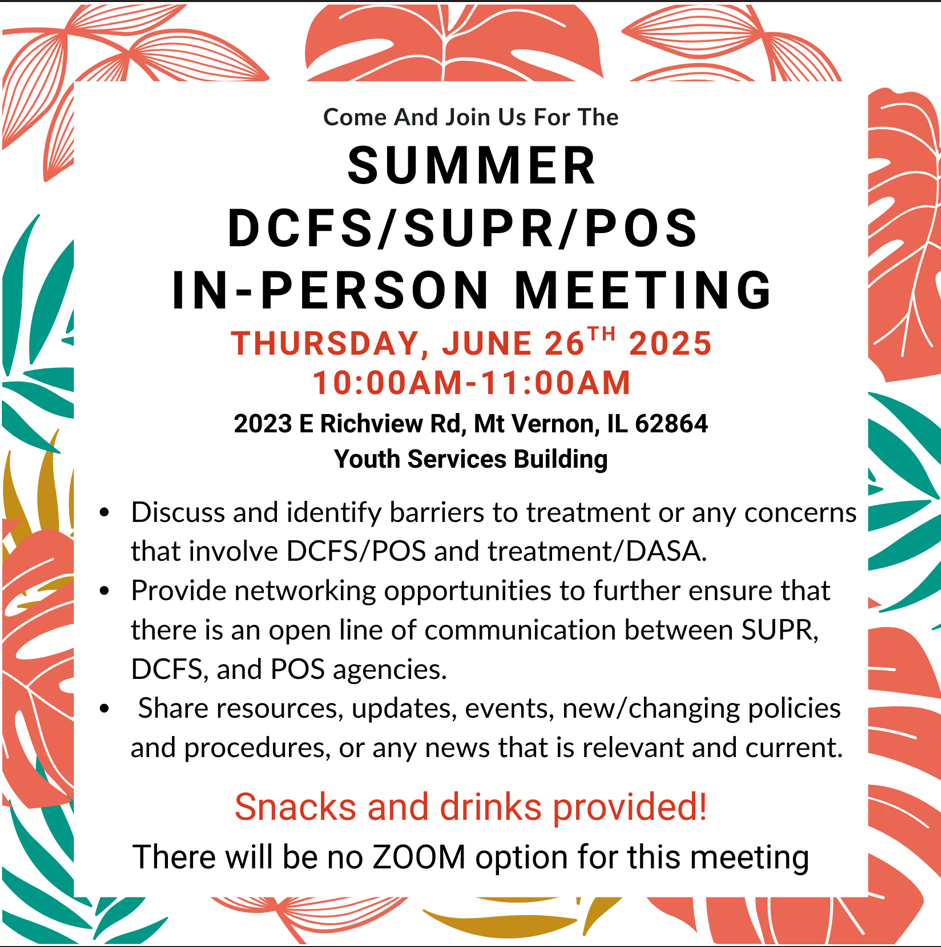 Come And Join Us For The
SUMMER
DCFS/SUPR/POS
IN-PERSON MEETING
THURSDAY, JUNE 26TH 2025
10:00AM-11:00AM
2023 E Richview Rd, Mt Vernon, IL 62864
Youth Services Building
• Discuss and identify barriers to treatment or any concerns
that involve DCFS/POS and treatment/DASA.
• Provide networking opportunities to further ensure that
there is an open line of communication between SUPR,
DCFS, and POS agencies.
• Share resources, updates, events, new/changing policies
and procedures, or any news that is relevant and current.
Snacks and drinks provided!
There will be no ZOOM option for this meeting